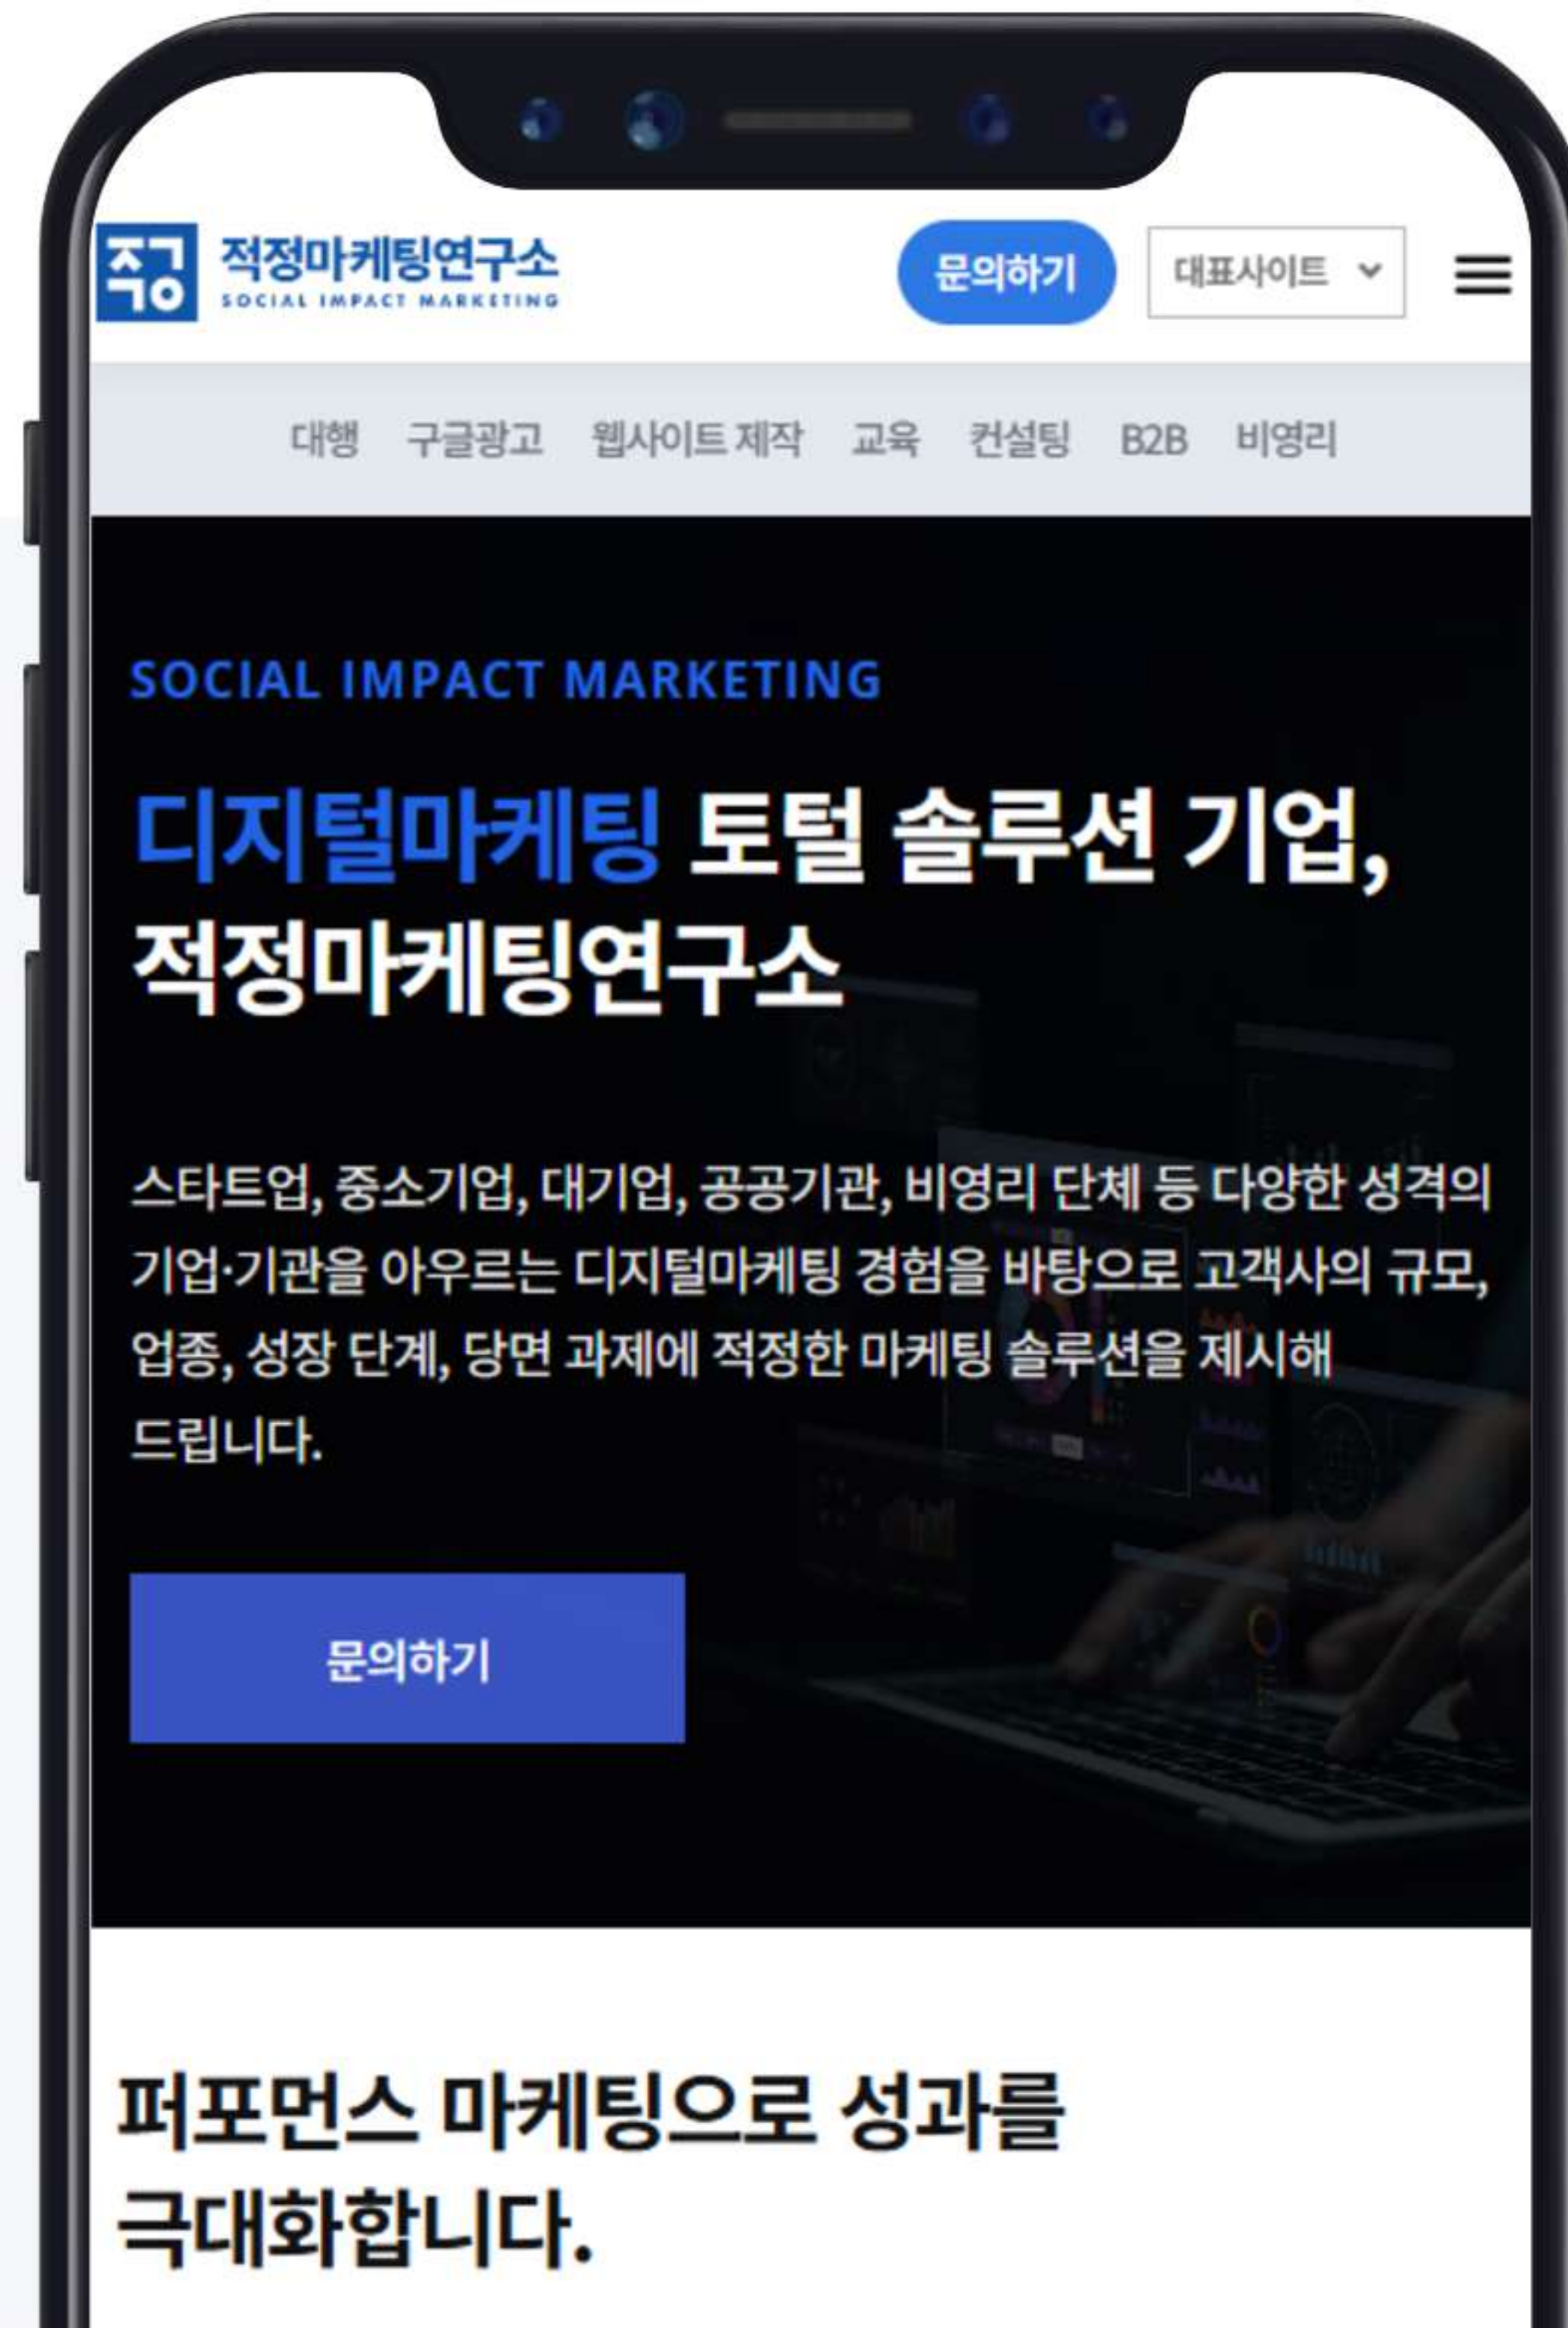 적정
적정마케팅연구소
SOCIAL IMPACT MARKETING
문의하기
대표사이트
대행 구글광고 웹사이트 제작 교육 컨설팅 B2B 비영리
SOCIAL IMPACT MARKETING
디지털마케팅 토털 솔루션 기업,
적정마케팅연구소
스타트업, 중소기업, 대기업, 공공기관, 비영리 단체 등 다양한 성격의
기업·기관을 아우르는 디지털마케팅 경험을 바탕으로 고객사의 규모,
업종, 성장 단계, 당면 과제에 적정한 마케팅 솔루션을 제시해
드립니다.
문의하기
퍼포먼스 마케팅으로 성과를
극대화합니다.